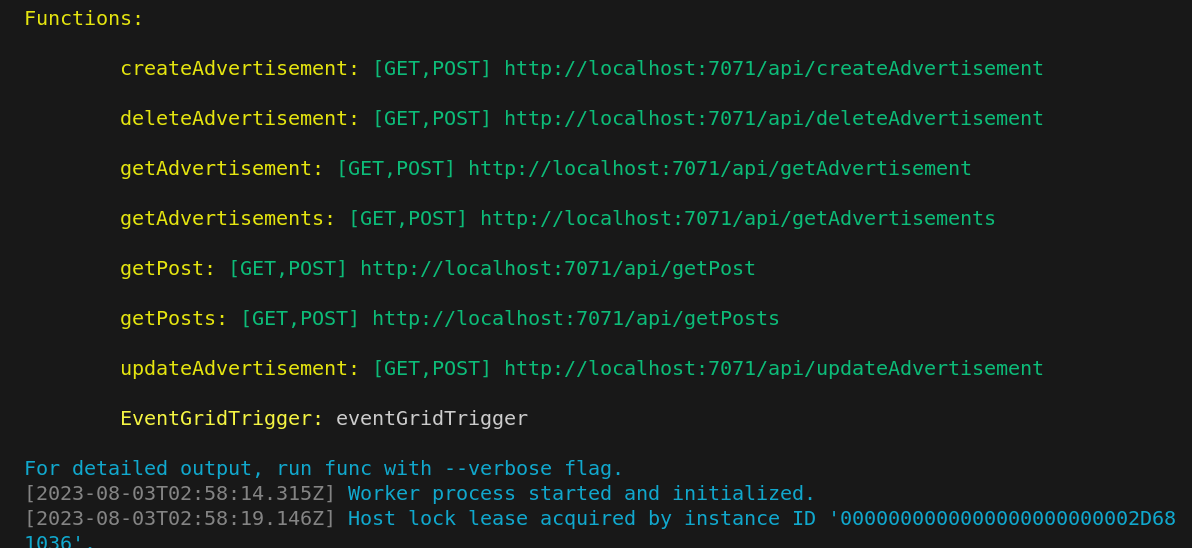 Functions:
createAdvertisement: [GET,POST] http://localhost:7071/api/createAdvertisement
deleteAdvertisement: [GET,POST] http://localhost:7071/api/deleteAdvertisement
getAdvertisement: [GET,POST] http://localhost:7071/api/getAdvertisement
getAdvertisements: [GET,POST] http://localhost:7071/api/getAdvertisements
getPost: [GET,POST] http://localhost:7071/api/getPost
getPosts: [GET,POST] http://localhost:7071/api/getPosts
updateAdvertisement: [GET,POST] http://localhost:7071/api/updateAdvertisement
EventGridTrigger: eventGridTrigger
For detailed output, run func with --verbose flag.
[2023-08-03T02:58:14.315Z] Worker process started and initialized.
[2023-08-03T02:58:19.146Z] Host lock lease acquired by instance ID '0000000000000000000000002D68
1036'.